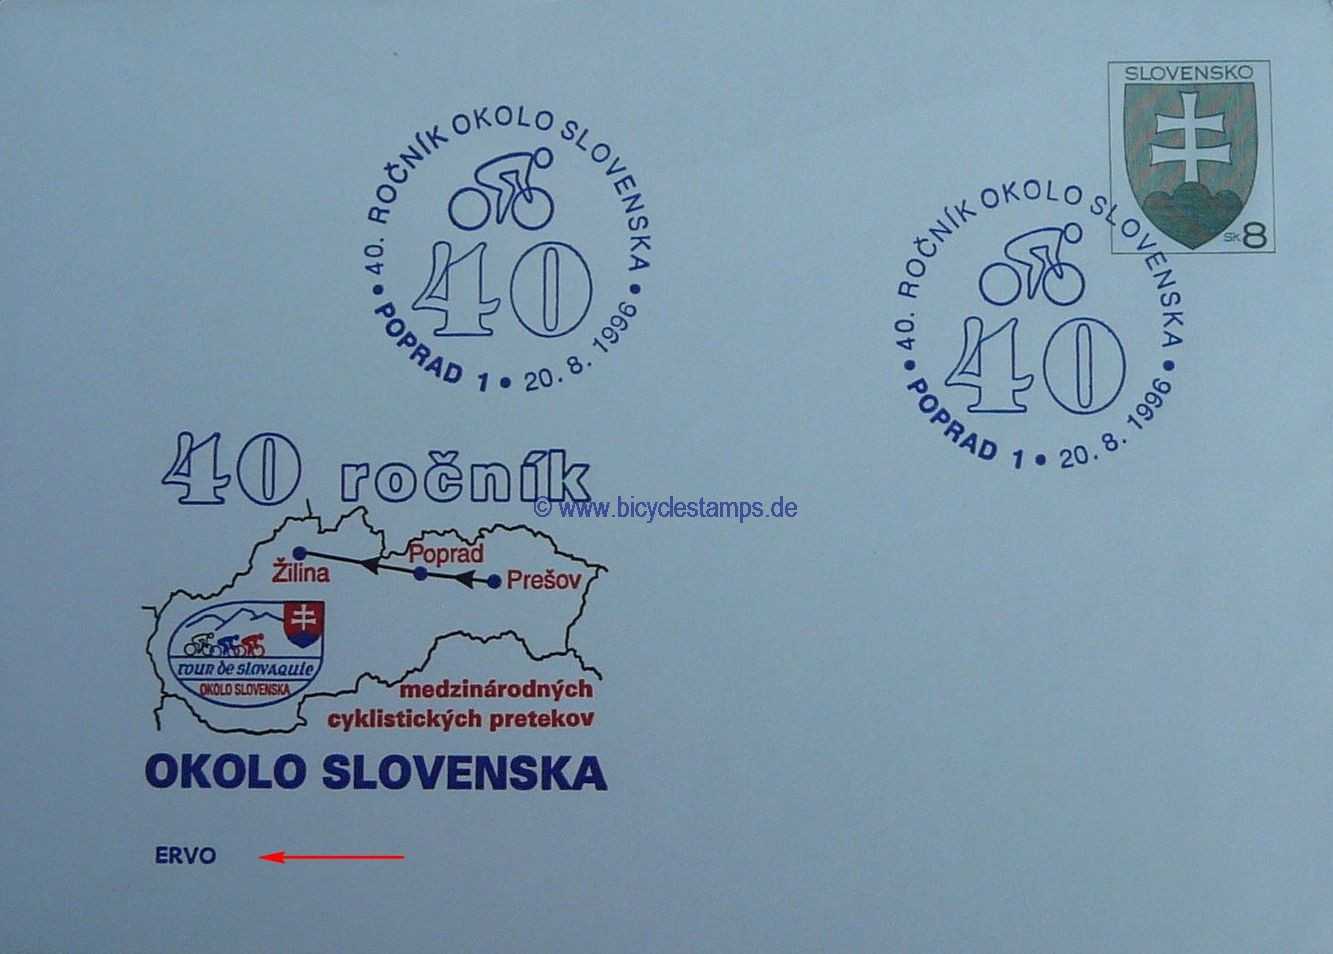 SLOVENSKO
SK 8
40. ROČNÍK OKOLO SLOVENSKA
40
POPRAD 1 • 20. 8. 1996
40. ROČNÍK OKOLO SLOVENSKA
40
POPRAD 1 • 20. 8. 1996
40 ročník
© www.bicyclestamps.de
Poprad
Žilina
Prešov
TOUR de SLOVAQUIE
OKOLO SLOVENSKA
medzinárodných
cyklistických pretekov
OKOLO SLOVENSKA
ERVO